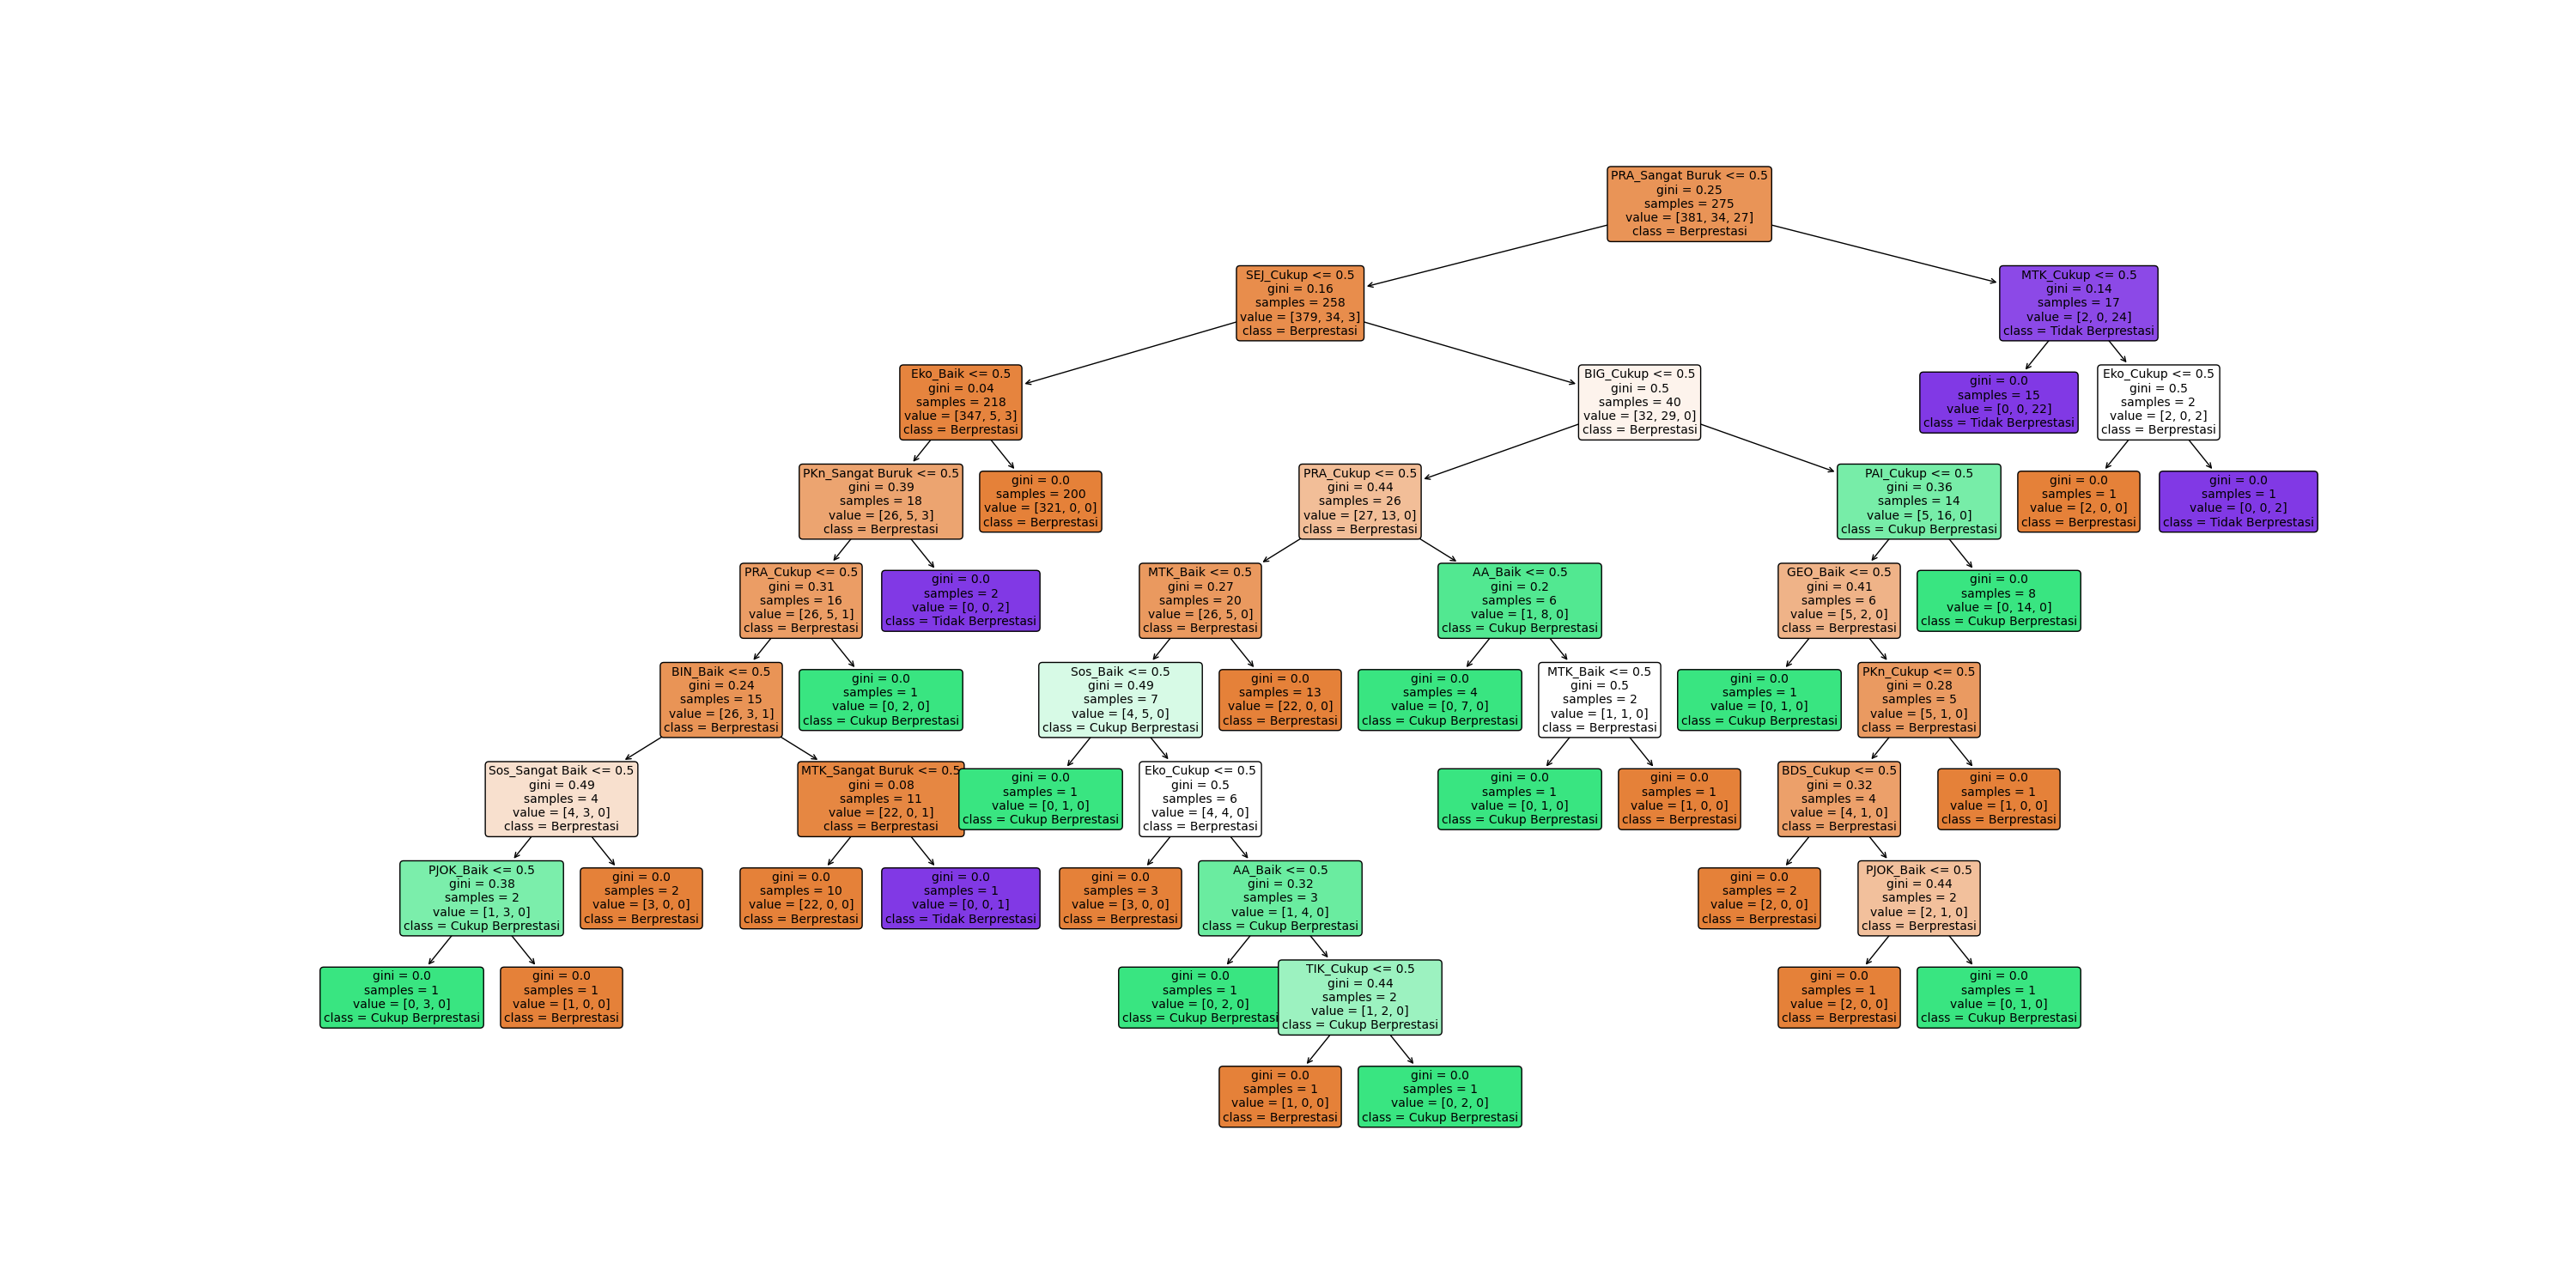 PRA_Sangat Buruk <= 0.5
gini = 0.25
samples = 275
value = [381, 34, 27]
class = Berprestasi
SEJ_Cukup <= 0.5
gini = 0.16
samples = 258
value = [379, 34, 3]
class = Berprestasi
MTK_Cukup <= 0.5
gini = 0.14
samples = 17
value = [2, 0, 24]
class = Tidak Berprestasi
Eko_Baik <= 0.5
gini = 0.04
samples = 218
value = [347, 5, 3]
class = Berprestasi
BIG_Cukup <= 0.5
gini = 0.5
samples = 40
value = [32, 29, 0]
class = Berprestasi
gini = 0.0
samples = 15
value = [0, 0, 22]
class = Tidak Berprestasi
Eko_Cukup <= 0.5
gini = 0.5
samples = 2
value = [2, 0, 2]
class = Berprestasi
PKn_Sangat Buruk <= 0.5
gini = 0.39
samples = 18
value = [26, 5, 3]
class = Berprestasi
gini = 0.0
samples = 200
value = [321, 0, 0]
class = Berprestasi
PRA_Cukup <= 0.5
gini = 0.44
samples = 26
value = [27, 13, 0]
class = Berprestasi
PAI_Cukup <= 0.5
gini = 0.36
samples = 14
value = [5, 16, 0]
class = Cukup Berprestasi
gini = 0.0
samples = 1
value = [2, 0, 0]
class = Berprestasi
gini = 0.0
samples = 1
value = [0, 0, 2]
class = Tidak Berprestasi
PRA_Cukup <= 0.5
gini = 0.31
samples = 16
value = [26, 5, 1]
class = Berprestasi
gini = 0.0
samples = 2
value = [0, 0, 2]
class = Tidak Berprestasi
MTK_Baik <= 0.5
gini = 0.27
samples = 20
value = [26, 5, 0]
class = Berprestasi
AA_Baik <= 0.5
gini = 0.2
samples = 6
value = [1, 8, 0]
class = Cukup Berprestasi
GEO_Baik <= 0.5
gini = 0.41
samples = 6
value = [5, 2, 0]
class = Berprestasi
gini = 0.0
samples = 8
value = [0, 14, 0]
class = Cukup Berprestasi
BIN_Baik <= 0.5
gini = 0.24
samples = 15
value = [26, 3, 1]
class = Berprestasi
gini = 0.0
samples = 1
value = [0, 2, 0]
class = Cukup Berprestasi
Sos_Baik <= 0.5
gini = 0.49
samples = 7
value = [4, 5, 0]
class = Cukup Berprestasi
gini = 0.0
samples = 13
value = [22, 0, 0]
class = Berprestasi
gini = 0.0
samples = 4
value = [0, 7, 0]
class = Cukup Berprestasi
MTK_Baik <= 0.5
gini = 0.5
samples = 2
value = [1, 1, 0]
class = Berprestasi
gini = 0.0
samples = 1
value = [0, 1, 0]
class = Cukup Berprestasi
PKn_Cukup <= 0.5
gini = 0.28
samples = 5
value = [5, 1, 0]
class = Berprestasi
Sos_Sangat Baik <= 0.5
gini = 0.49
samples = 4
value = [4, 3, 0]
class = Berprestasi
MTK_Sangat Buruk <= 0.5
gini = 0.08
samples = 11
value = [22, 0, 1]
class = Berprestasi
gini = 0.0
samples = 1
value = [0, 1, 0]
class = Cukup Berprestasi
Eko_Cukup <= 0.5
gini = 0.5
samples = 6
value = [4, 4, 0]
class = Berprestasi
gini = 0.0
samples = 1
value = [0, 1, 0]
class = Cukup Berprestasi
gini = 0.0
samples = 1
value = [1, 0, 0]
class = Berprestasi
BDS_Cukup <= 0.5
gini = 0.32
samples = 4
value = [4, 1, 0]
class = Berprestasi
gini = 0.0
samples = 1
value = [1, 0, 0]
class = Berprestasi
PJOK_Baik <= 0.5
gini = 0.38
samples = 2
value = [1, 3, 0]
class = Cukup Berprestasi
gini = 0.0
samples = 2
value = [3, 0, 0]
class = Berprestasi
gini = 0.0
samples = 10
value = [22, 0, 0]
class = Berprestasi
gini = 0.0
samples = 1
value = [0, 0, 1]
class = Tidak Berprestasi
gini = 0.0
samples = 3
value = [3, 0, 0]
class = Berprestasi
AA_Baik <= 0.5
gini = 0.32
samples = 3
value = [1, 4, 0]
class = Cukup Berprestasi
gini = 0.0
samples = 2
value = [2, 0, 0]
class = Berprestasi
PJOK_Baik <= 0.5
gini = 0.44
samples = 2
value = [2, 1, 0]
class = Berprestasi
gini = 0.0
samples = 1
value = [0, 3, 0]
class = Cukup Berprestasi
gini = 0.0
samples = 1
value = [1, 0, 0]
class = Berprestasi
gini = 0.0
samples = 1
value = [0, 2, 0]
class = Cukup Berprestasi
TIK_Cukup <= 0.5
gini = 0.44
samples = 2
value = [1, 2, 0]
class = Cukup Berprestasi
gini = 0.0
samples = 1
value = [2, 0, 0]
class = Berprestasi
gini = 0.0
samples = 1
value = [0, 1, 0]
class = Cukup Berprestasi
gini = 0.0
samples = 1
value = [1, 0, 0]
class = Berprestasi
gini = 0.0
samples = 1
value = [0, 2, 0]
class = Cukup Berprestasi